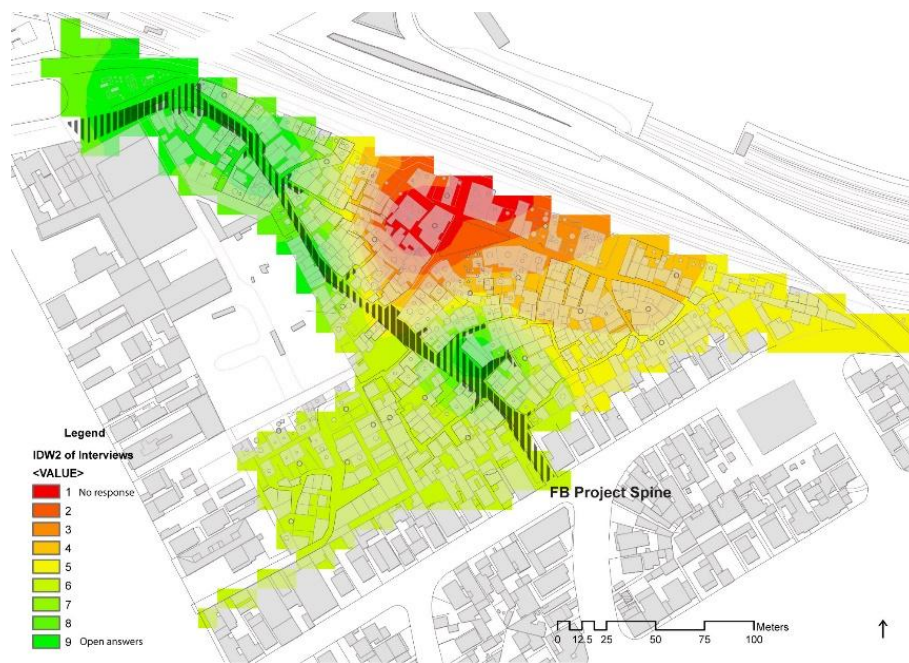 Legend
IDW2 of Interviews
<VALUE>
1 No response
2
3
4
5
6
7
8
9 Open answers
FB Project Spine
Meters
0 12.5 25 50 75 100